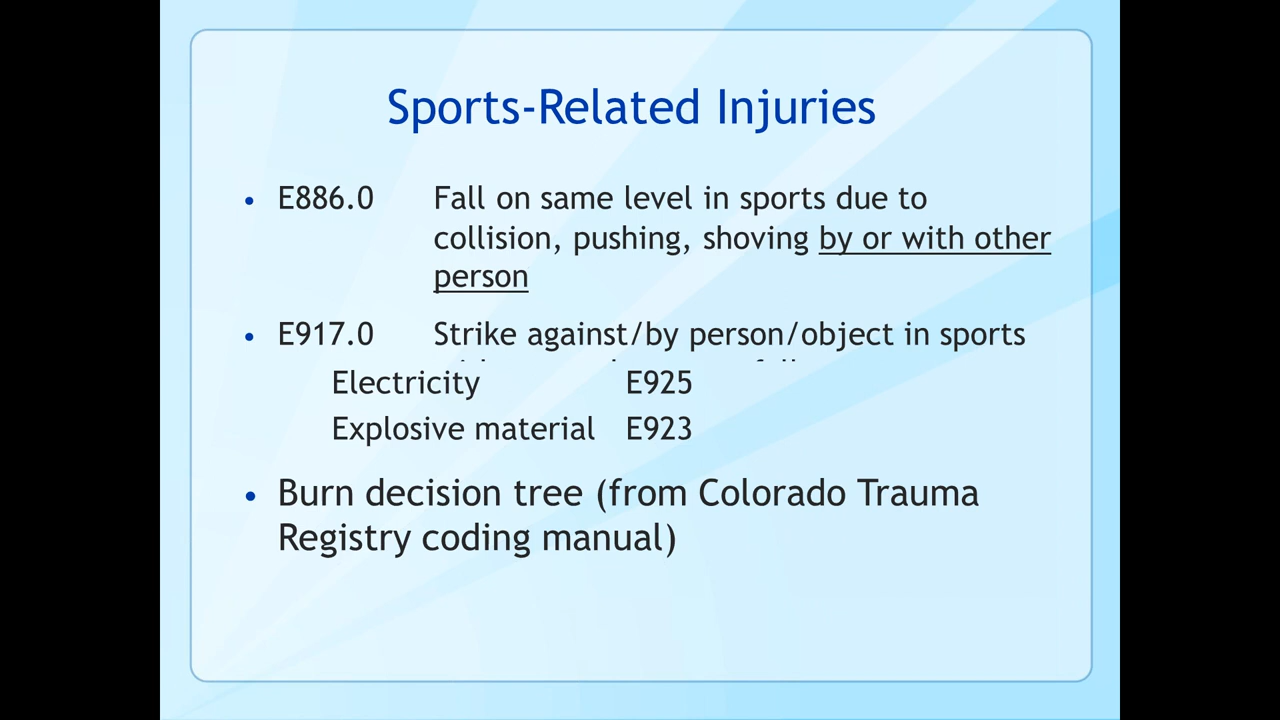 Sports-Related Injuries
• E886.0 Fall on same level in sports due to
collision, pushing, shoving by or with other
person
• E917.0 Strike against/by person/object in sports
Electricity E925
Explosive material E923
• Burn decision tree (from Colorado Trauma
Registry coding manual)